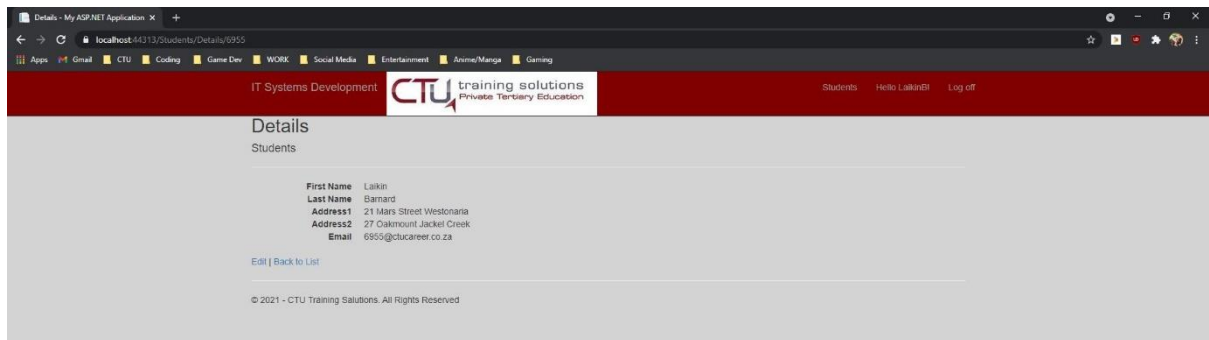 Details - My ASP.NET Application
localhost:44313/Students/Details/6955
Apps Gmail CTU Coding Game Dev WORK Social Media Entertainment Anime/Manga Gaming
IT Systems Development CTU training solutions Students Hello LaikinB! Log off
Private Tertiary Education
Details
Students
First Name Laikin
Last Name Barnard
Address1 21 Mars Street Westonaria
Address2 27 Oakmount Jackel Creek
Email 6955@ctucareer.co.za
Edit | Back to List
© 2021 - CTU Training Salutions. All Rights Reserved